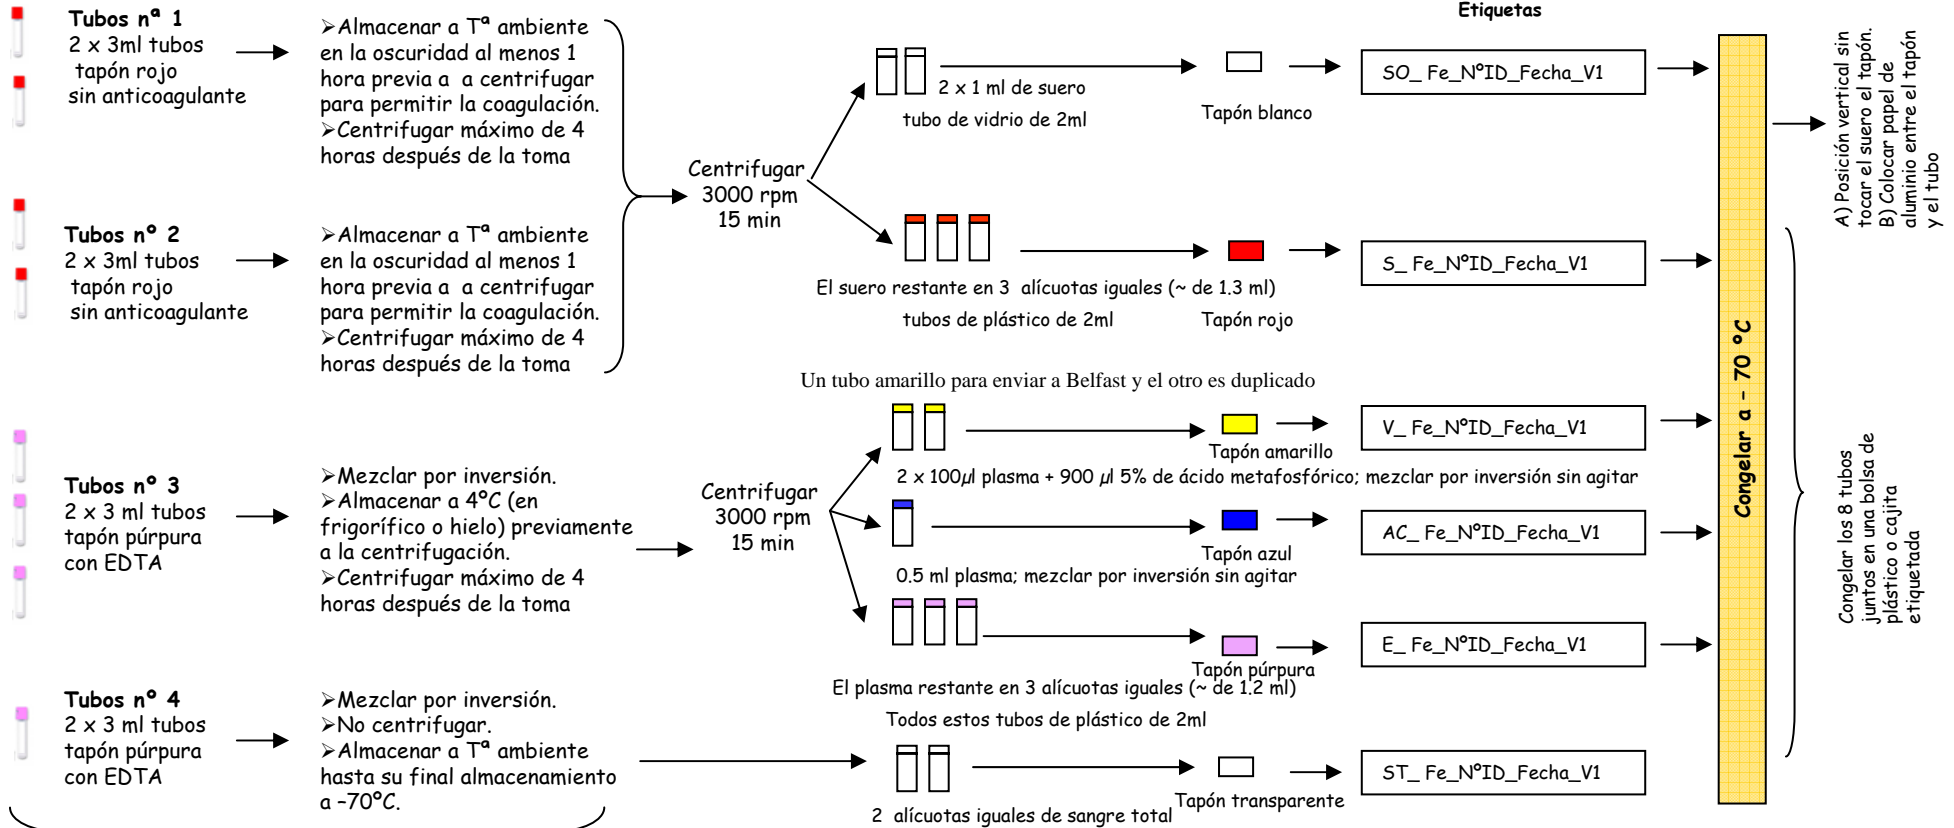 Etiquetas
Tubos nª 1
2 x 3ml tubos
tapón rojo
sin anticoagulante
➢Almacenar a Tª ambiente
en la oscuridad al menos 1
hora previa a a centrifugar
para permitir la coagulación.
➢Centrifugar máximo de 4
horas después de la toma
Tubos nº 2
2 x 3ml tubos
tapón rojo
sin anticoagulante
➢Almacenar a Tª ambiente
en la oscuridad al menos 1
hora previa a a centrifugar
para permitir la coagulación.
➢Centrifugar máximo de 4
horas después de la toma
Centrifugar
3000 rpm
15 min
2 x 1 ml de suero
tubo de vidrio de 2ml
Tapón blanco
SO_ Fe_NºID_Fecha_V1
El suero restante en 3 alícuotas iguales (~ de 1.3 ml)
tubos de plástico de 2ml
Tapón rojo
S_ Fe_NºID_Fecha_V1
Tubos nº 3
2 x 3 ml tubos
tapón púrpura
con EDTA
➢Mezclar por inversión.
➢Almacenar a 4ºC (en
frigorífico o hielo) previamente
a la centrifugación.
➢Centrifugar máximo de 4
horas después de la toma
Centrifugar
3000 rpm
15 min
Un tubo amarillo para enviar a Belfast y el otro es duplicado
Tapón amarillo
V_ Fe_NºID_Fecha_V1
2 x 100µl plasma + 900 µl 5% de ácido metafosfórico; mezclar por inversión sin agitar
Tapón azul
AC_ Fe_NºID_Fecha_V1
0.5 ml plasma; mezclar por inversión sin agitar
Tapón púrpura
E_ Fe_NºID_Fecha_V1
El plasma restante en 3 alícuotas iguales (~ de 1.2 ml)
Todos estos tubos de plástico de 2ml
Tubos nº 4
2 x 3 ml tubos
tapón púrpura
con EDTA
➢Mezclar por inversión.
➢No centrifugar.
➢Almacenar a Tª ambiente
hasta su final almacenamiento
a –70ºC.
Tapón transparente
ST_ Fe_NºID_Fecha_V1
2 alícuotas iguales de sangre total
Congelar a – 70 ºC
A) Posición vertical sin
tocar el suero el tapón.
B) Colocar papel de
aluminio entre el tapón
y el tubo
Congelar los 8 tubos
juntos en una bolsa de
plástico o cajita
etiquetada